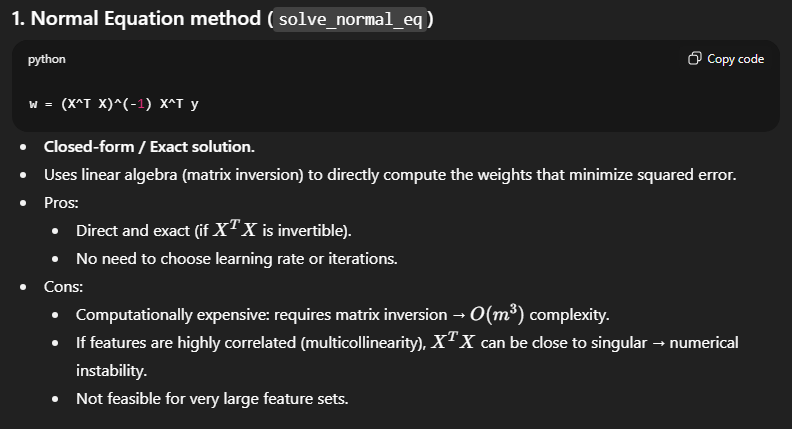 1. Normal Equation method ( solve_normal_eq )
python Copy code
w = (X^T X)^(-1) X^T y
• Closed-form / Exact solution.
• Uses linear algebra (matrix inversion) to directly compute the weights that minimize squared error.
• Pros:
• Direct and exact (if XᵀX is invertible).
• No need to choose learning rate or iterations.
• Cons:
• Computationally expensive: requires matrix inversion → O(m³) complexity.
• If features are highly correlated (multicollinearity), XᵀX can be close to singular → numerical
instability.
• Not feasible for very large feature sets.